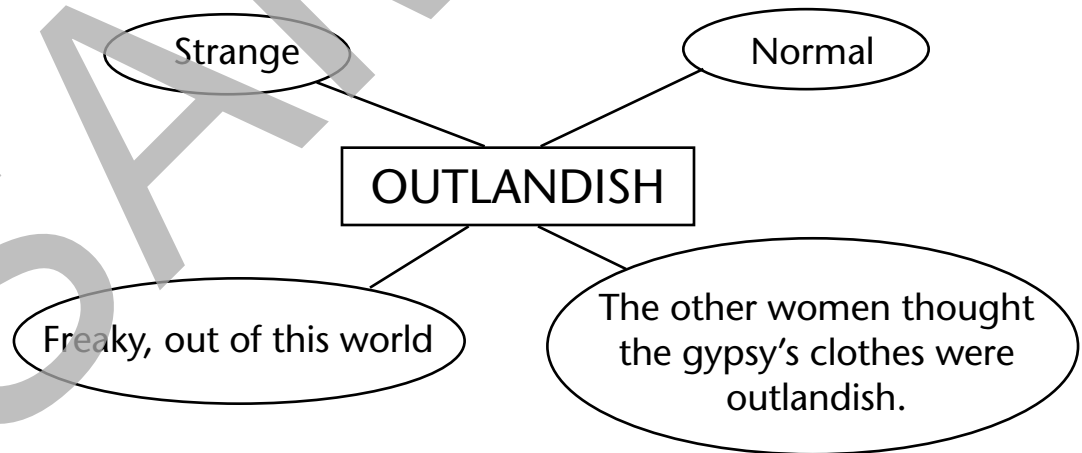 Strange
Normal
OUTLANDISH
Freaky, out of this world
The other women thought
the gypsy’s clothes were
outlandish.